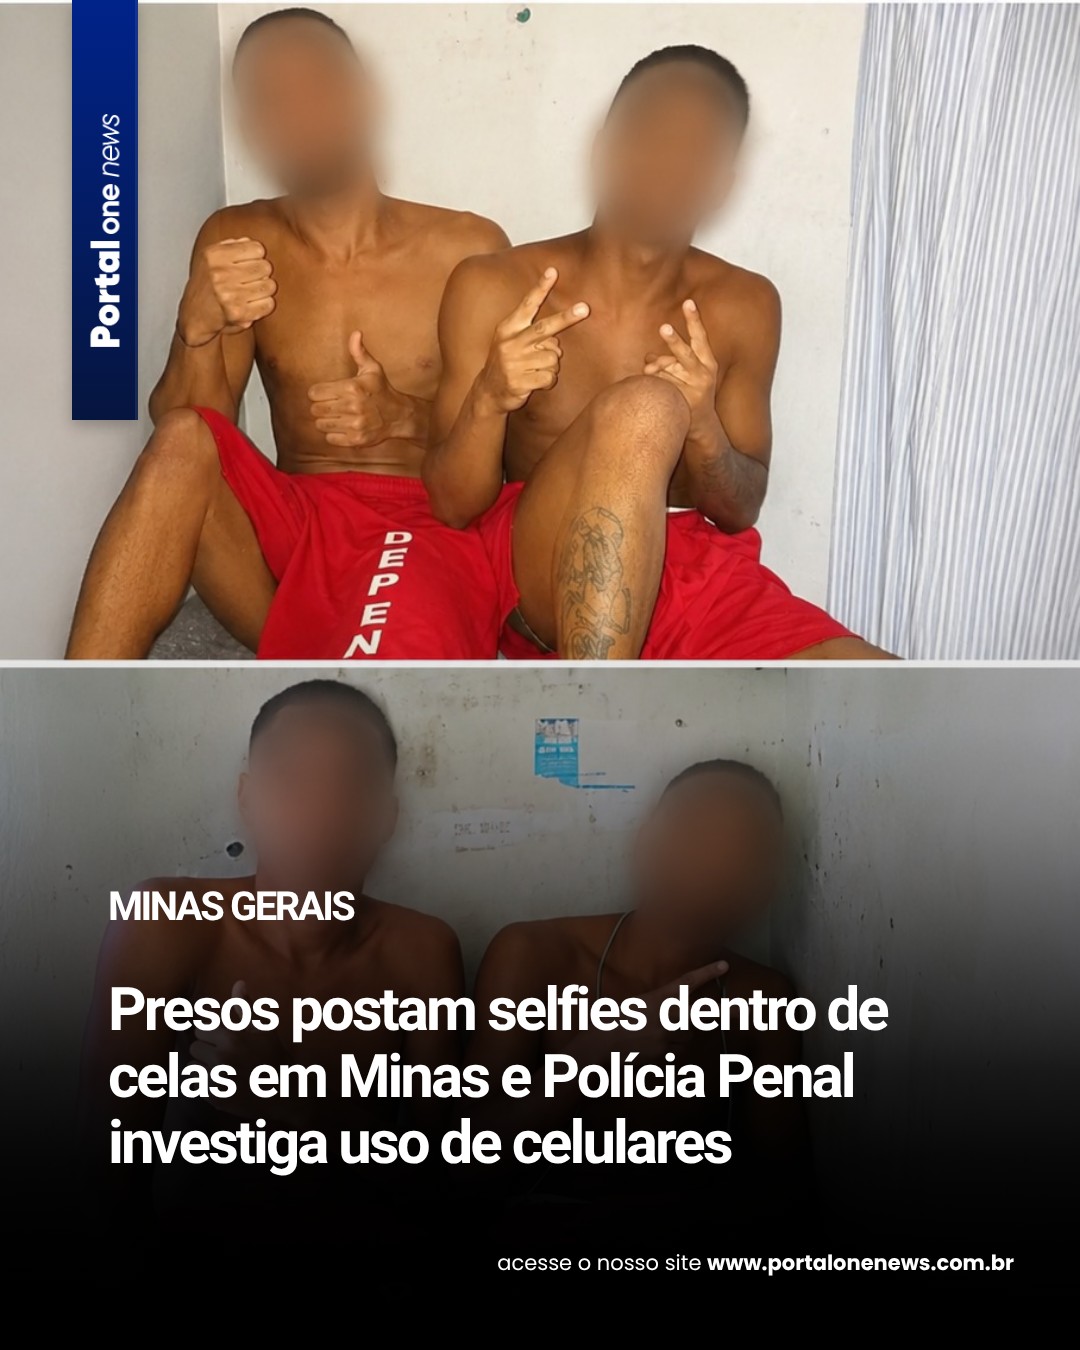 Portal one news
DEPEN
MINAS GERAIS
Presos postam selfies dentro de
celas em Minas e Polícia Penal
investiga uso de celulares
acesse o nosso site www.portalonenews.com.br